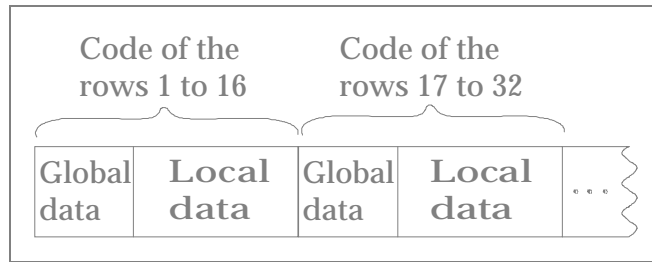 Code of the
rows 1 to 16
Code of the
rows 17 to 32
Global
data
Local
data
Global
data
Local
data
...